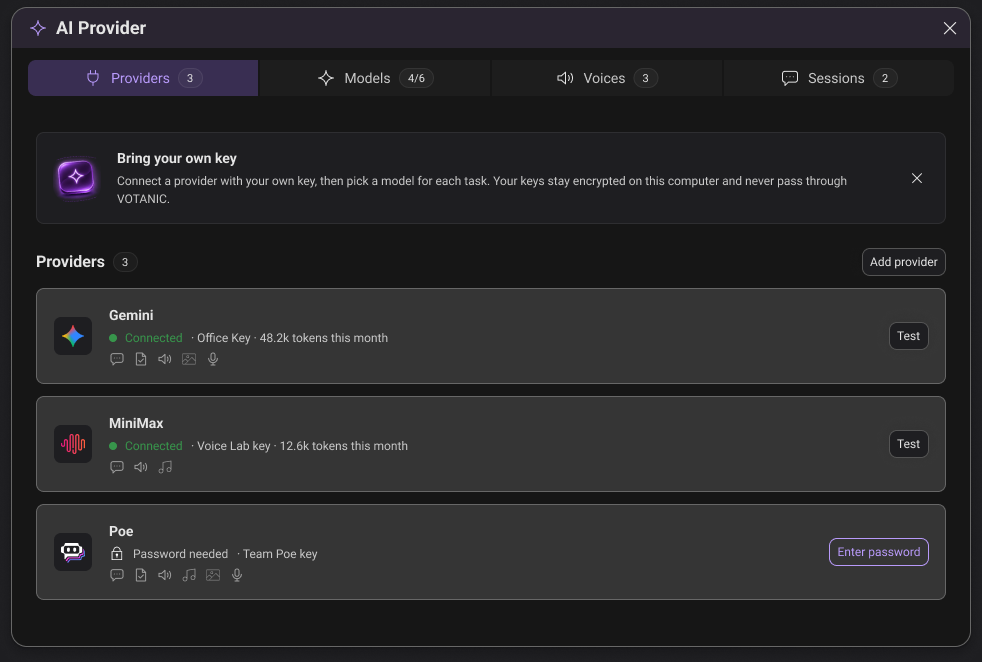 AI Provider
Providers 3
Models 4/6
Voices 3
Sessions 2
Bring your own key
Connect a provider with your own key, then pick a model for each task. Your keys stay encrypted on this computer and never pass through
VOTANIC.
Providers 3
Add provider
Gemini
Connected · Office Key · 48.2k tokens this month
Test
MiniMax
Connected · Voice Lab key · 12.6k tokens this month
Test
Poe
Password needed · Team Poe key
Enter password